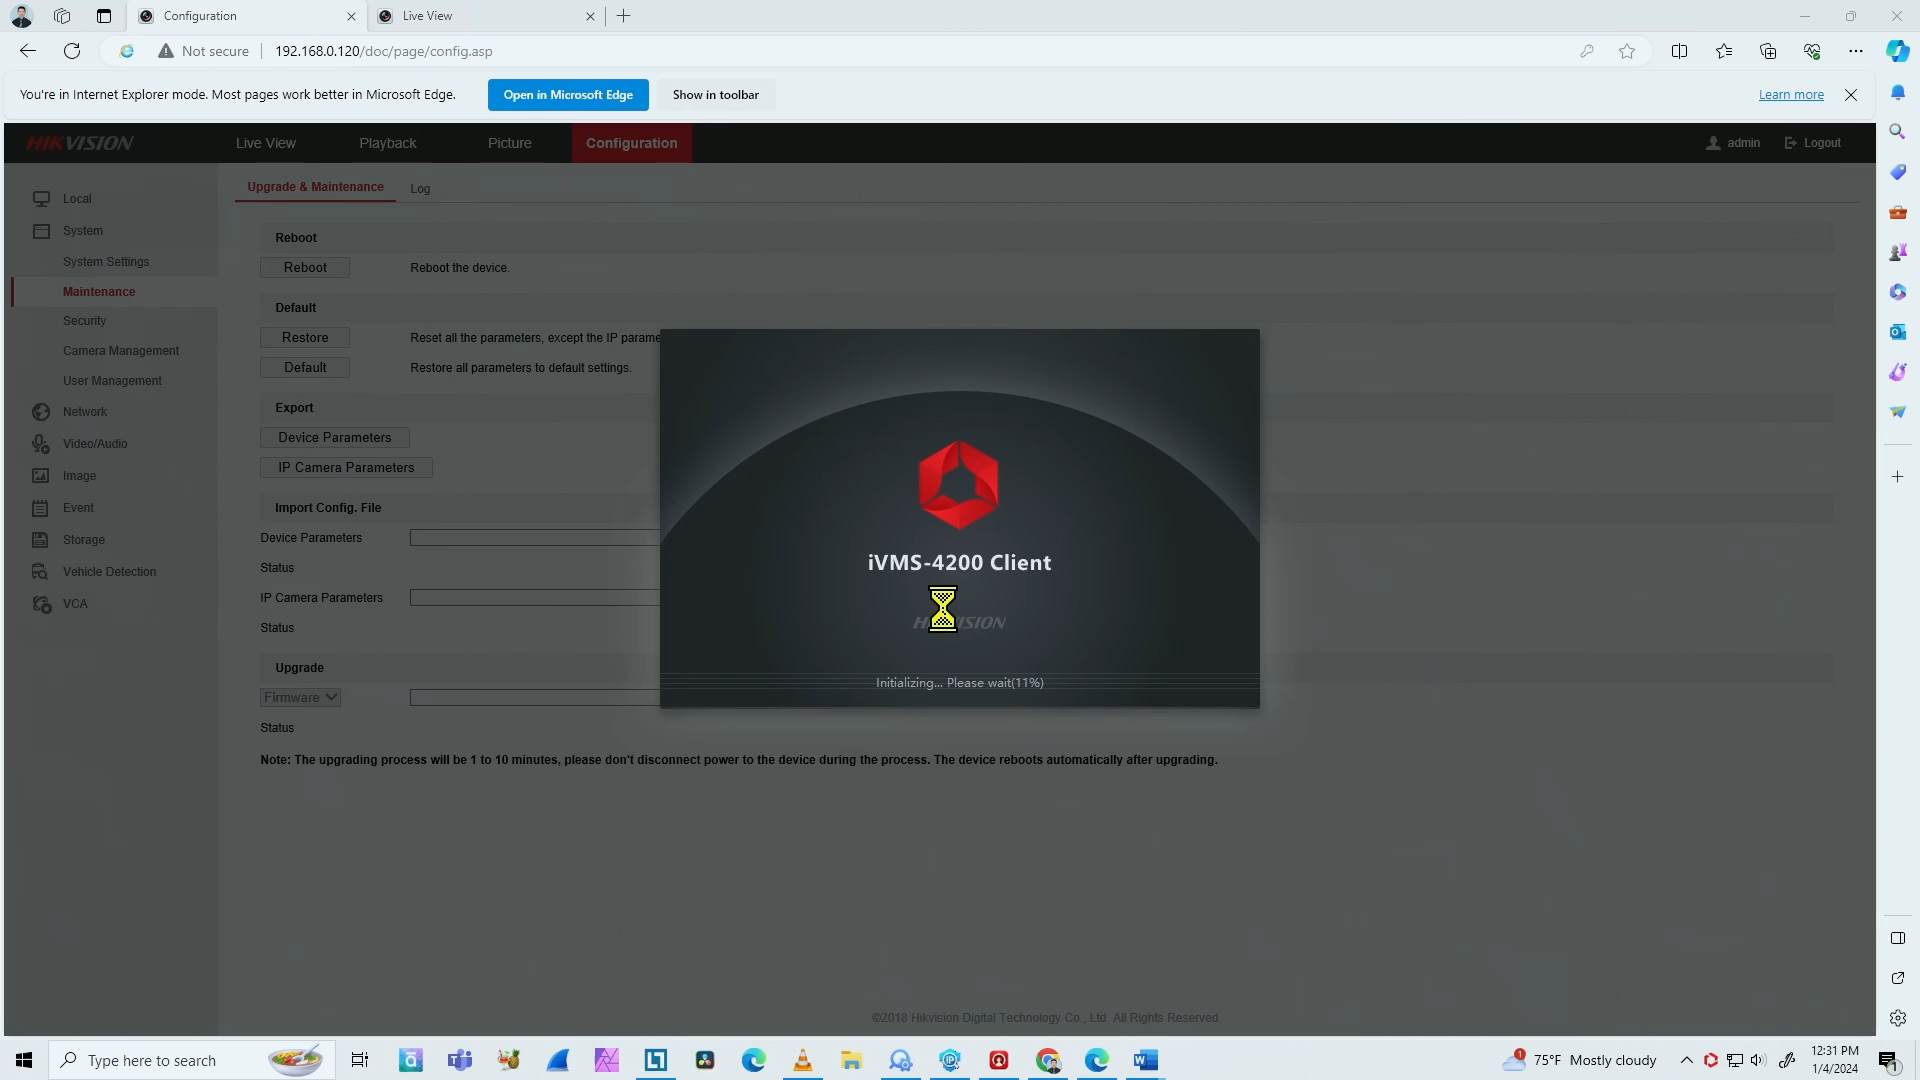 Configuration
Live View
Not secure
192.168.0.120/doc/page/config.asp
You're in Internet Explorer mode. Most pages work better in Microsoft Edge.
Open in Microsoft Edge
Show in toolbar
Learn more
HIKVISION
Live View
Playback
Picture
Configuration
admin
Logout
Local
System
System Settings
Maintenance
Security
Camera Management
User Management
Network
Video/Audio
Image
Event
Storage
Vehicle Detection
VCA
Upgrade & Maintenance
Log
Reboot
Reboot
Reboot the device.
Default
Restore
Reset all the parameters, except the IP parame
Default
Restore all parameters to default settings.
Export
Device Parameters
IP Camera Parameters
Import Config. File
Device Parameters
Status
IP Camera Parameters
Status
Upgrade
Firmware
Status
Note: The upgrading process will be 1 to 10 minutes, please don't disconnect power to the device during the process. The device reboots automatically after upgrading.
iVMS-4200 Client
HIKVISION
Initializing... Please wait(11%)
©2018 Hikvision Digital Technology Co., Ltd. All Rights Reserved.
Type here to search
75°F Mostly cloudy
12:31 PM
1/4/2024